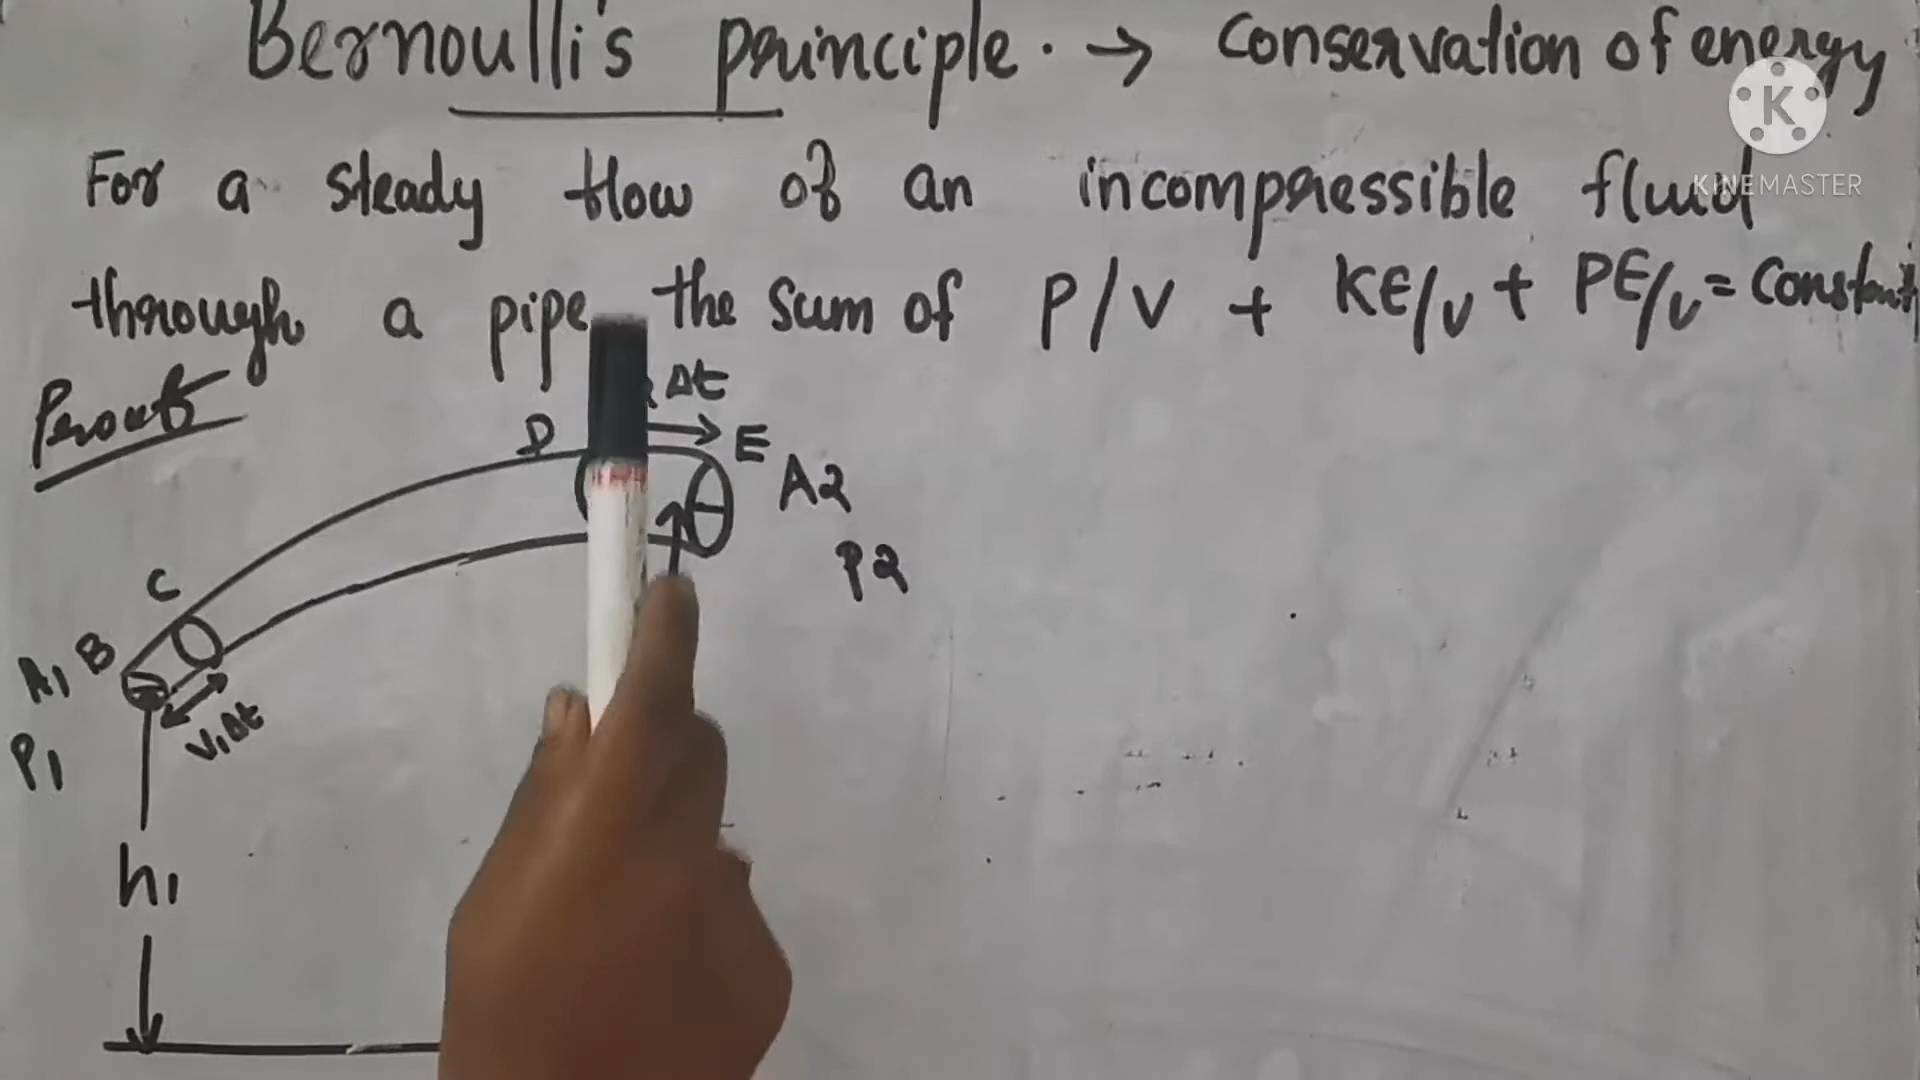 Bernoulli's principle. → Conservation of energy
K
KINEMASTER
For a steady flow of an incompressible fluid
through a pipe the sum of P/V + KE/V + PE/V = Constant
Proof
Δt
D
E
A2
P2
C
B
A1
V1Δt
P1
h1